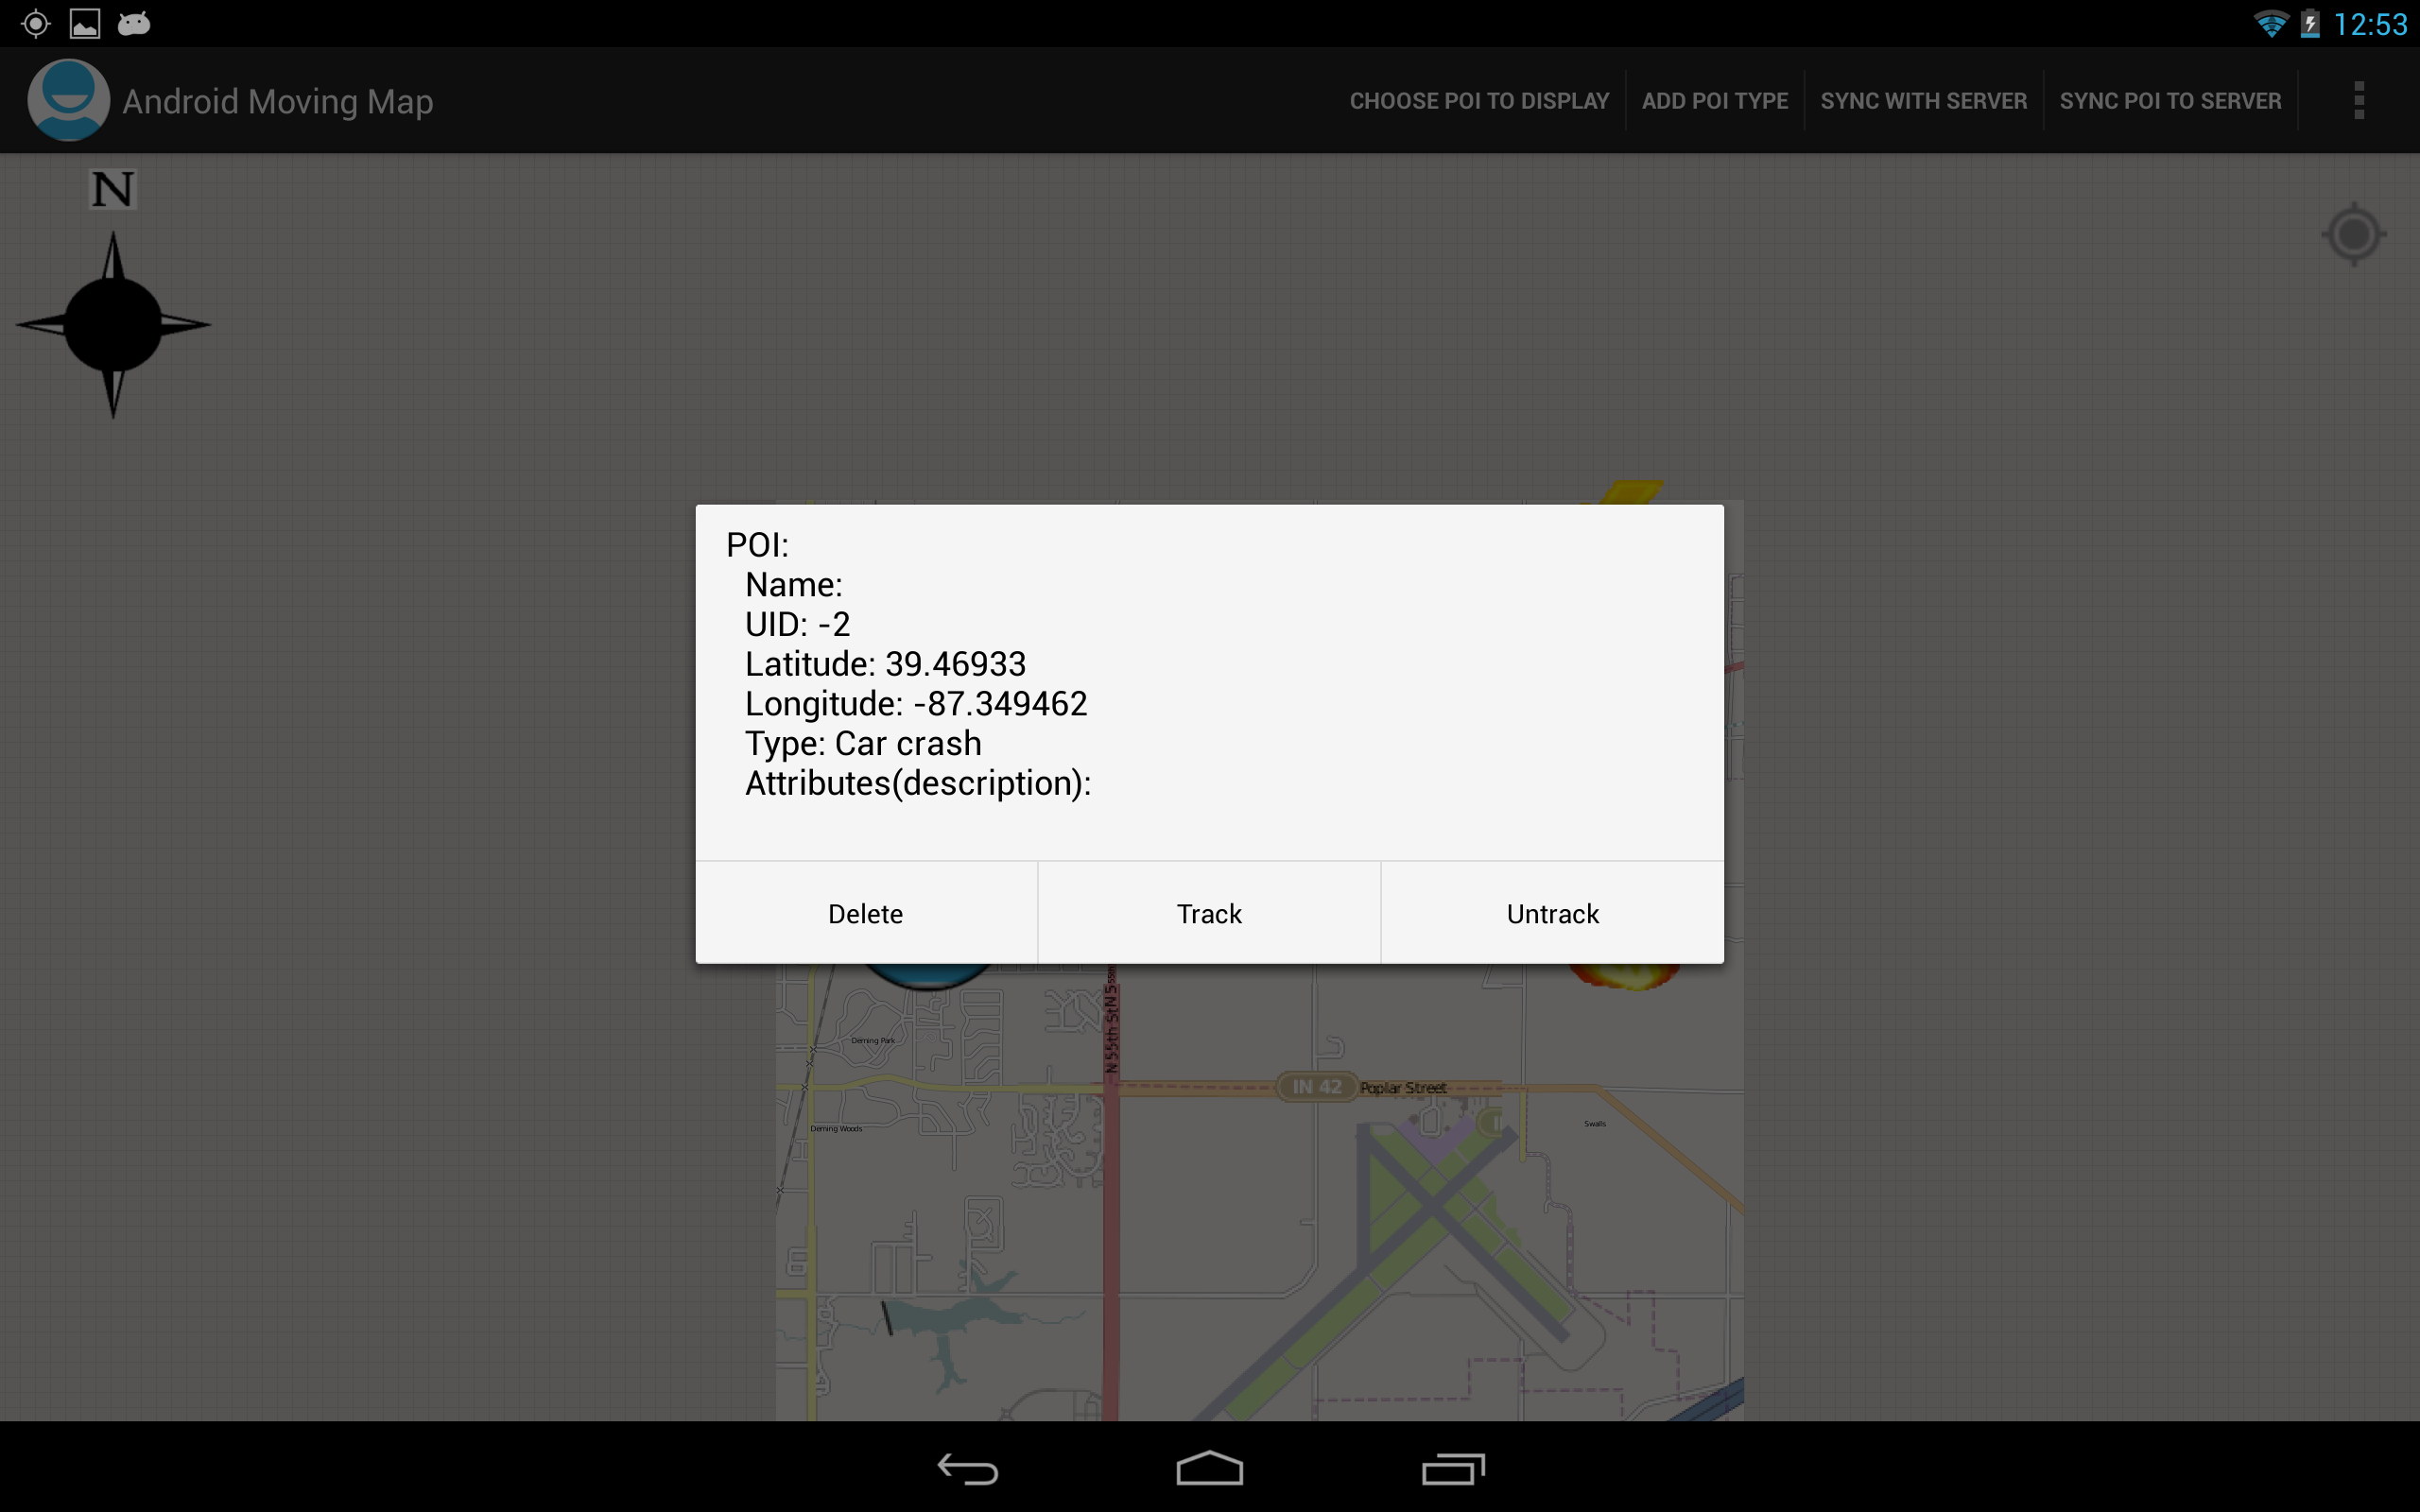 12:53
Android Moving Map
CHOOSE POI TO DISPLAY
ADD POI TYPE
SYNC WITH SERVER
SYNC POI TO SERVER
N
POI:
Name:
UID: -2
Latitude: 39.46933
Longitude: -87.349462
Type: Car crash
Attributes(description):
Delete
Track
Untrack
N 55th St
Deming Park
IN 42
Poplar Street
Deming Woods
Swalls